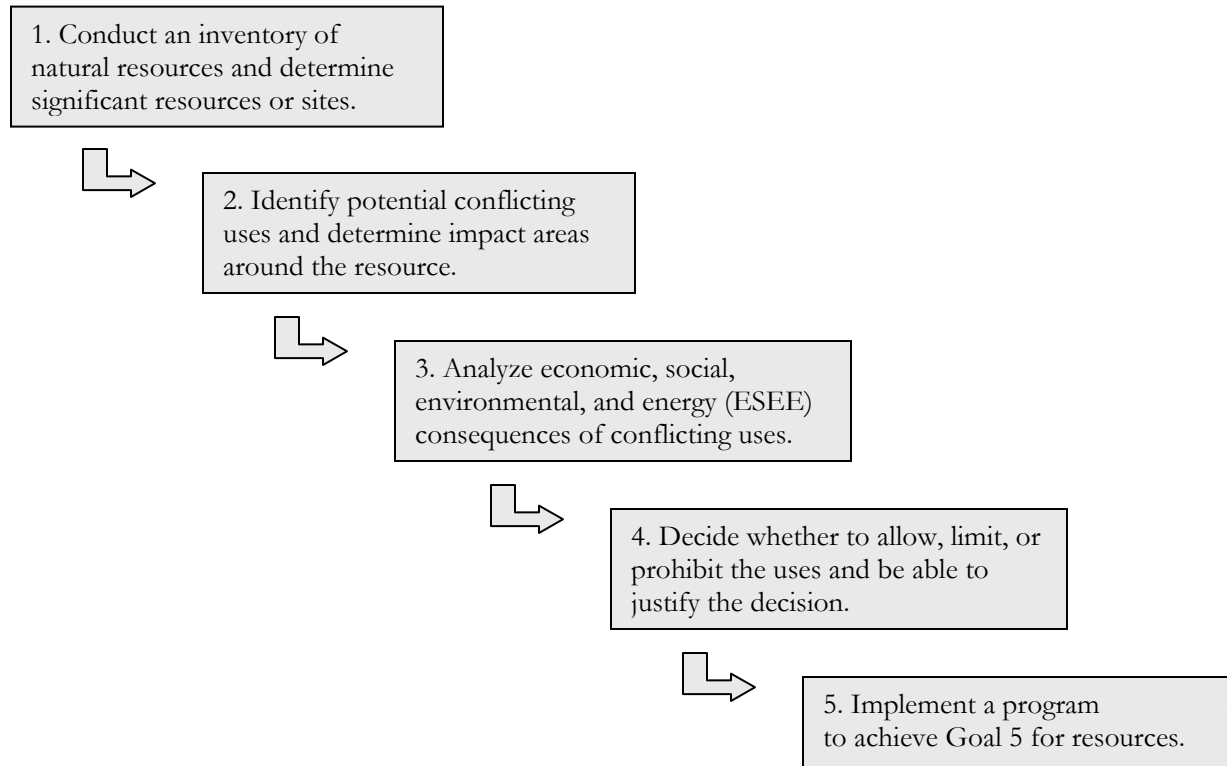 1. Conduct an inventory of
natural resources and determine
significant resources or sites.
2. Identify potential conflicting
uses and determine impact areas
around the resource.
3. Analyze economic, social,
environmental, and energy (ESEE)
consequences of conflicting uses.
4. Decide whether to allow, limit, or
prohibit the uses and be able to
justify the decision.
5. Implement a program
to achieve Goal 5 for resources.